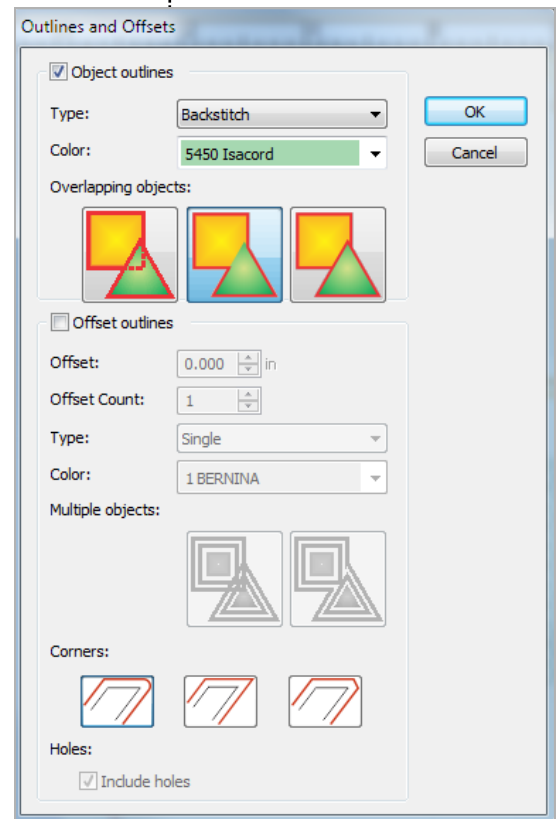 Outlines and Offsets
Object outlines
Type: Backstitch
OK
Color: 5450 Isacord
Cancel
Overlapping objects:
Offset outlines
Offset: 0.000 in
Offset Count: 1
Type: Single
Color: 1 BERNINA
Multiple objects:
Corners:
Holes:
Include holes